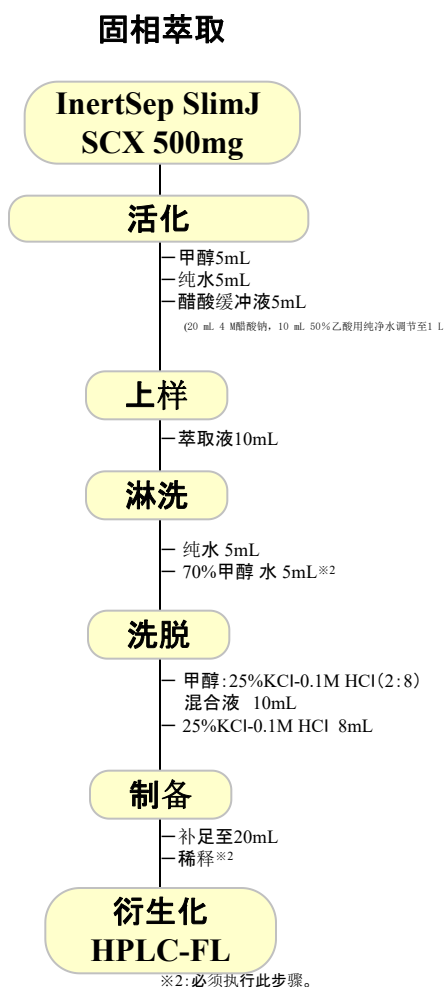 固相萃取
InertSep SlimJ
SCX 500mg
活化
甲醇5mL
纯水5mL
醋酸缓冲液5mL
(20 mL 4 M醋酸钠，10 mL 50%乙酸用纯净水调节至1 L
上样
萃取液10mL
淋洗
纯水 5mL
70%甲醇 水 5mL※2
洗脱
甲醇:25%KCl-0.1M HCl(2:8)
混合液 10mL
25%KCl-0.1M HCl 8mL
制备
补足至20mL
稀释※2
衍生化
HPLC-FL
※2:必须执行此步骤。